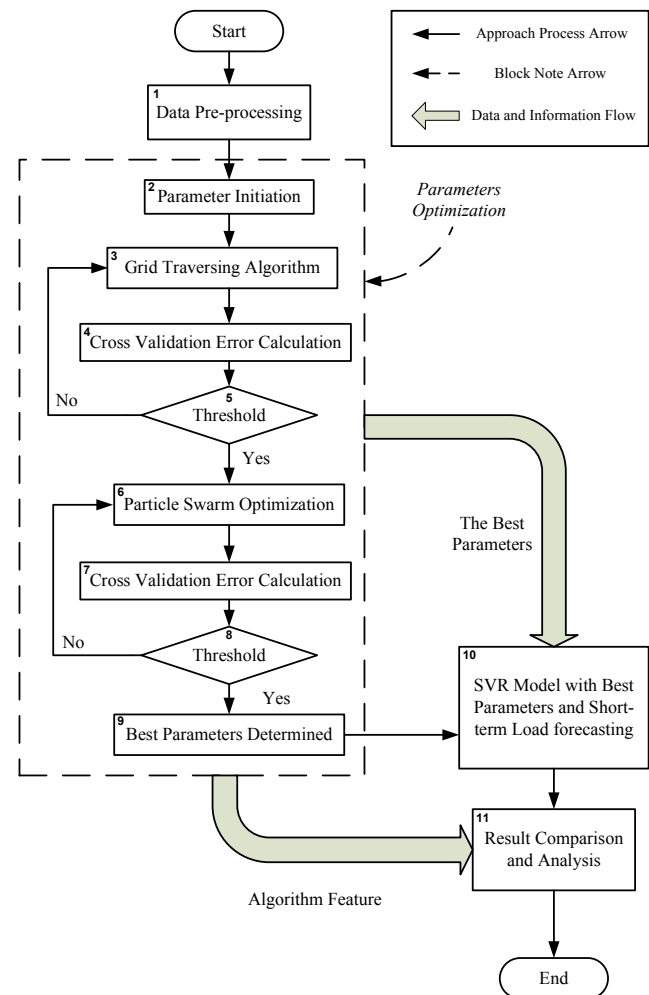 Start
Approach Process Arrow
Block Note Arrow
Data and Information Flow
1
Data Pre-processing
2
Parameter Initiation
Parameters
Optimization
3
Grid Traversing Algorithm
4
Cross Validation Error Calculation
5
Threshold
No
Yes
6
Particle Swarm Optimization
The Best
Parameters
7
Cross Validation Error Calculation
8
Threshold
No
Yes
9
Best Parameters Determined
10
SVR Model with Best
Parameters and Short-
term Load forecasting
11
Result Comparison
and Analysis
Algorithm Feature
End